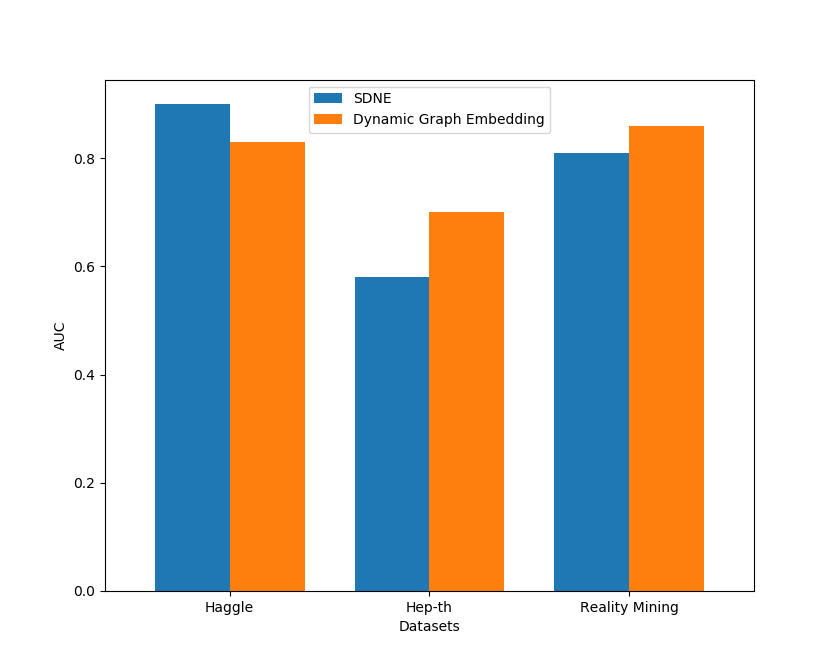 SDNE
Dynamic Graph Embedding
0.8
0.6
0.4
0.2
0.0
AUC
Haggle
Hep-th
Reality Mining
Datasets